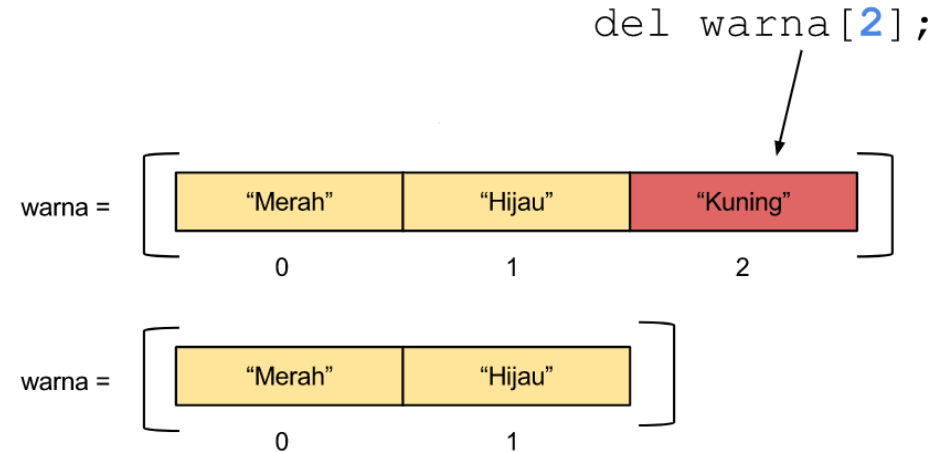 del warna[2];
warna =
“Merah” “Hijau” “Kuning”
0 1 2
warna =
“Merah” “Hijau”
0 1